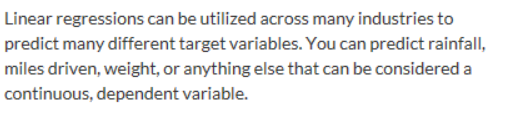 Linear regressions can be utilized across many industries to
predict many different target variables. You can predict rainfall,
miles driven, weight, or anything else that can be considered a
continuous, dependent variable.